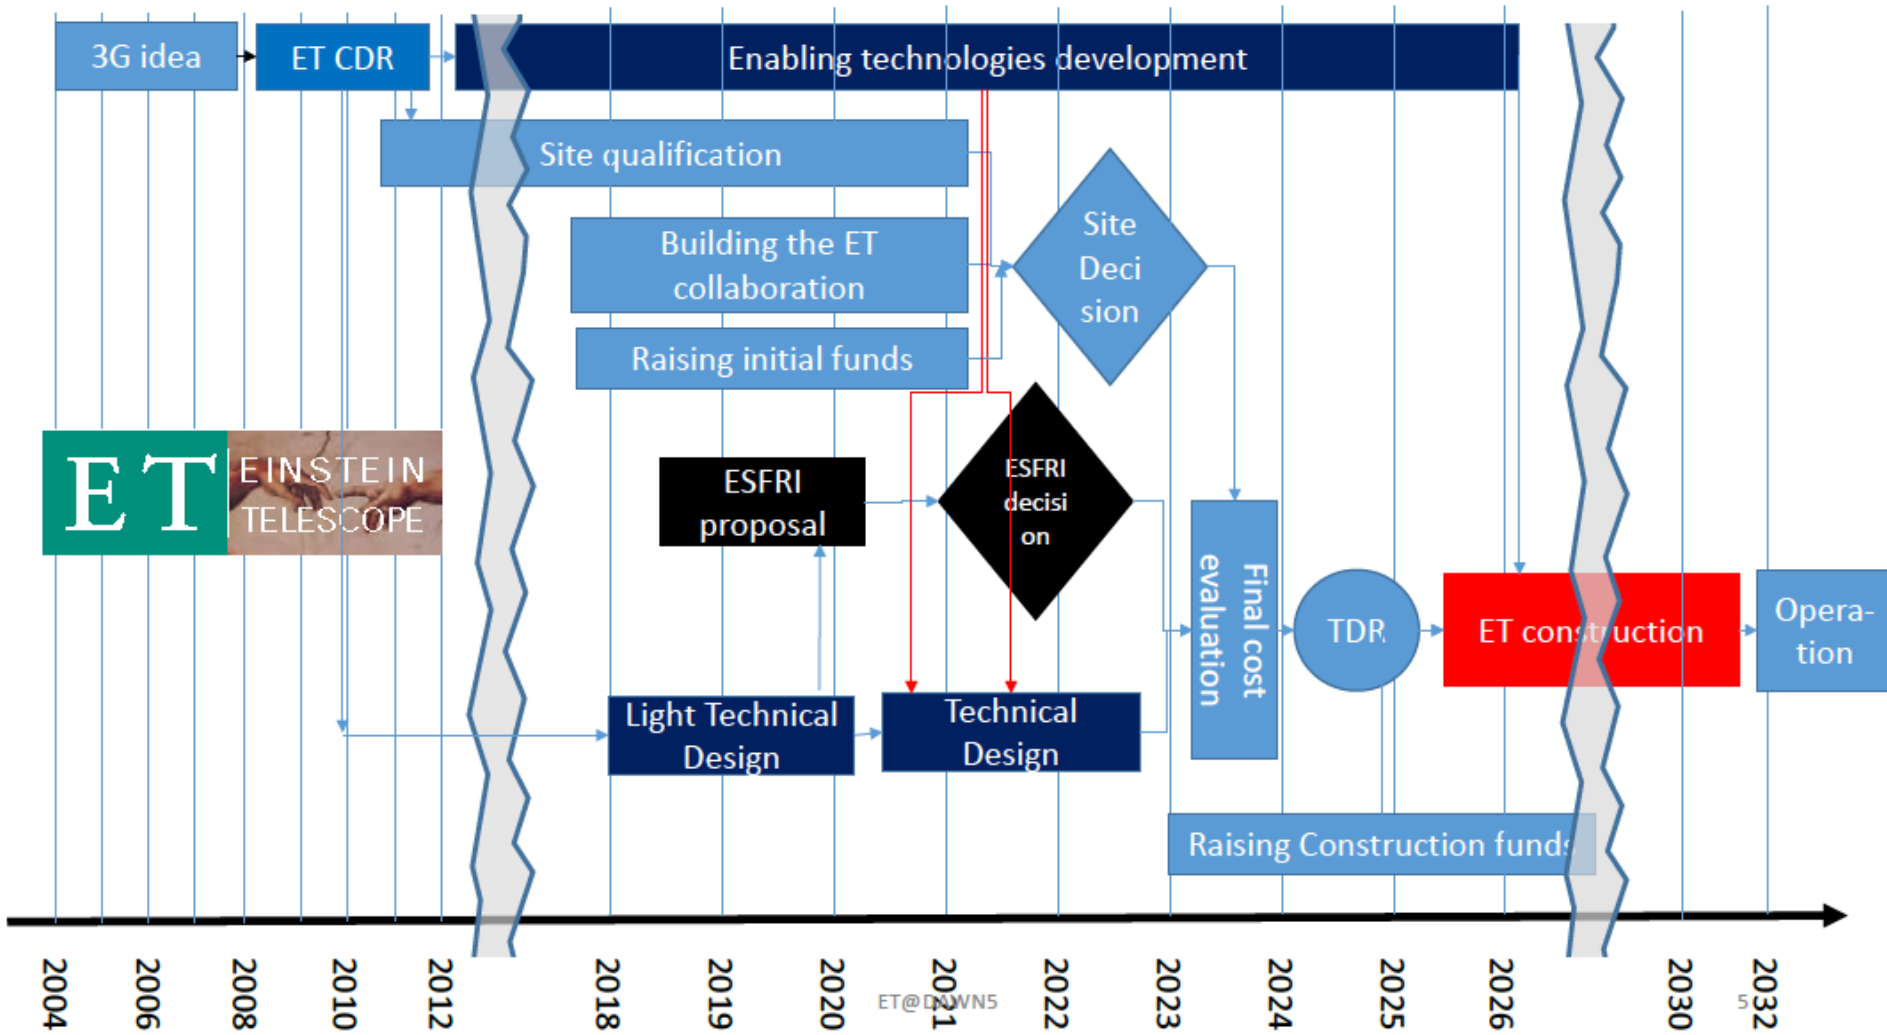 3G idea
ET CDR
Enabling technologies development
Site qualification
Building the ET
collaboration
Raising initial funds
Site
Deci
sion
ET
EINSTEIN
TELESCOPE
ESFRI
proposal
ESFRI
decisi
on
Light Technical
Design
Technical
Design
Final cost
evaluation
TDR
ET construction
Opera-
tion
Raising Construction funds
2004
2006
2008
2010
2012
2018
2019
2020
2021
2022
2023
2024
2025
2026
2030
2032
ET@DAWN5
5